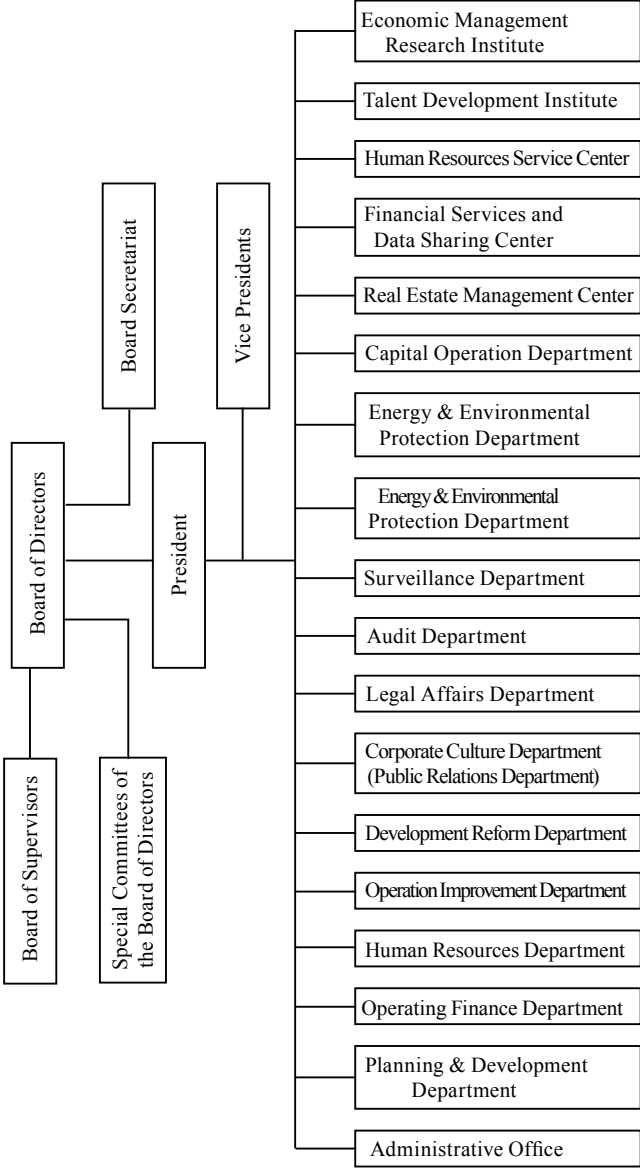 Economic Management
Research Institute
Talent Development Institute
Human Resources Service Center
Financial Services and
Data Sharing Center
Real Estate Management Center
Capital Operation Department
Energy & Environmental
Protection Department
Energy & Environmental
Protection Department
Surveillance Department
Audit Department
Legal Affairs Department
Corporate Culture Department
(Public Relations Department)
Development Reform Department
Operation Improvement Department
Human Resources Department
Operating Finance Department
Planning & Development
Department
Administrative Office
Board Secretariat
Vice Presidents
Board of Directors
President
Board of Supervisors
Special Committees of
the Board of Directors